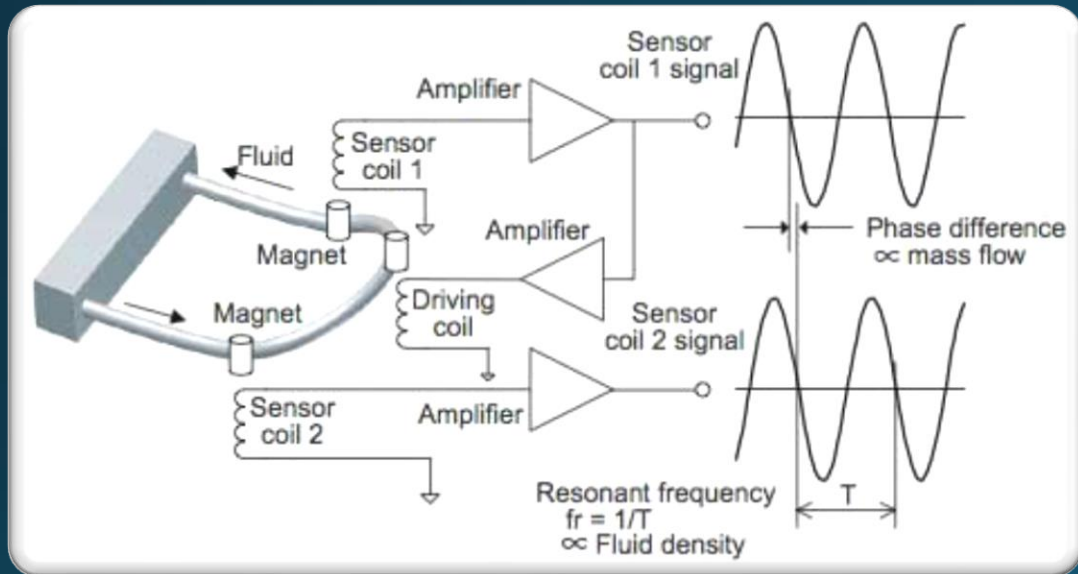 Sensor
coil 1 signal
Amplifier
Sensor
coil 1
Fluid
Magnet
Amplifier
Phase difference
∝ mass flow
Magnet
Driving
coil
Sensor
coil 2 signal
Sensor
coil 2
Amplifier
Resonant frequency
fr = 1/T
∝ Fluid density
T